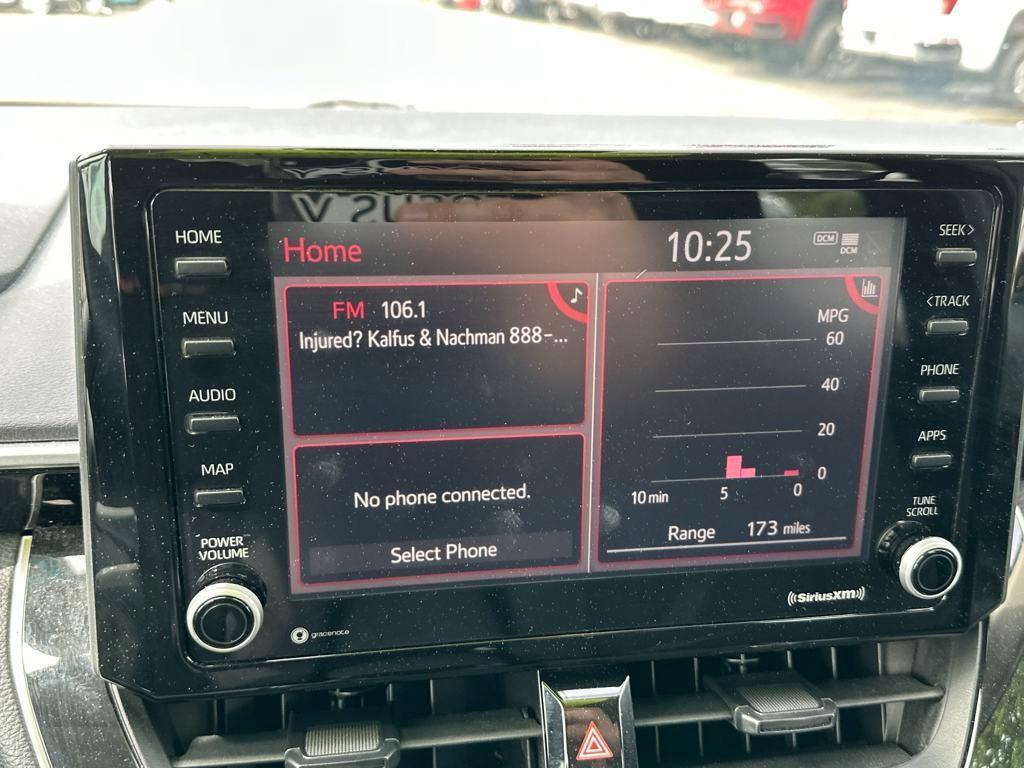 HOME
MENU
AUDIO
MAP
POWER
VOLUME
Home
10:25
DCM
DCM
FM 106.1
Injured? Kalfus & Nachman 888-...
No phone connected.
Select Phone
MPG
60
40
20
0
10 min 5 0
Range 173 miles
SEEK>
<TRACK
PHONE
APPS
TUNE
SCROLL
gracenote
((SiriusXM))